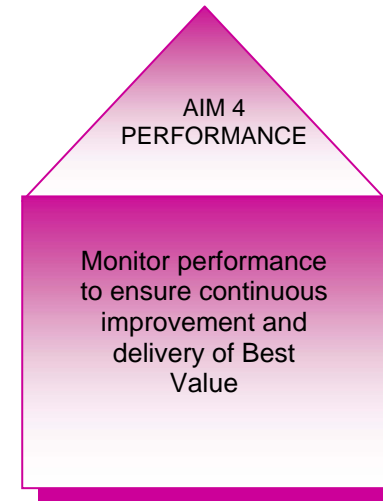 AIM 4
PERFORMANCE
Monitor performance
to ensure continuous
improvement and
delivery of Best
Value